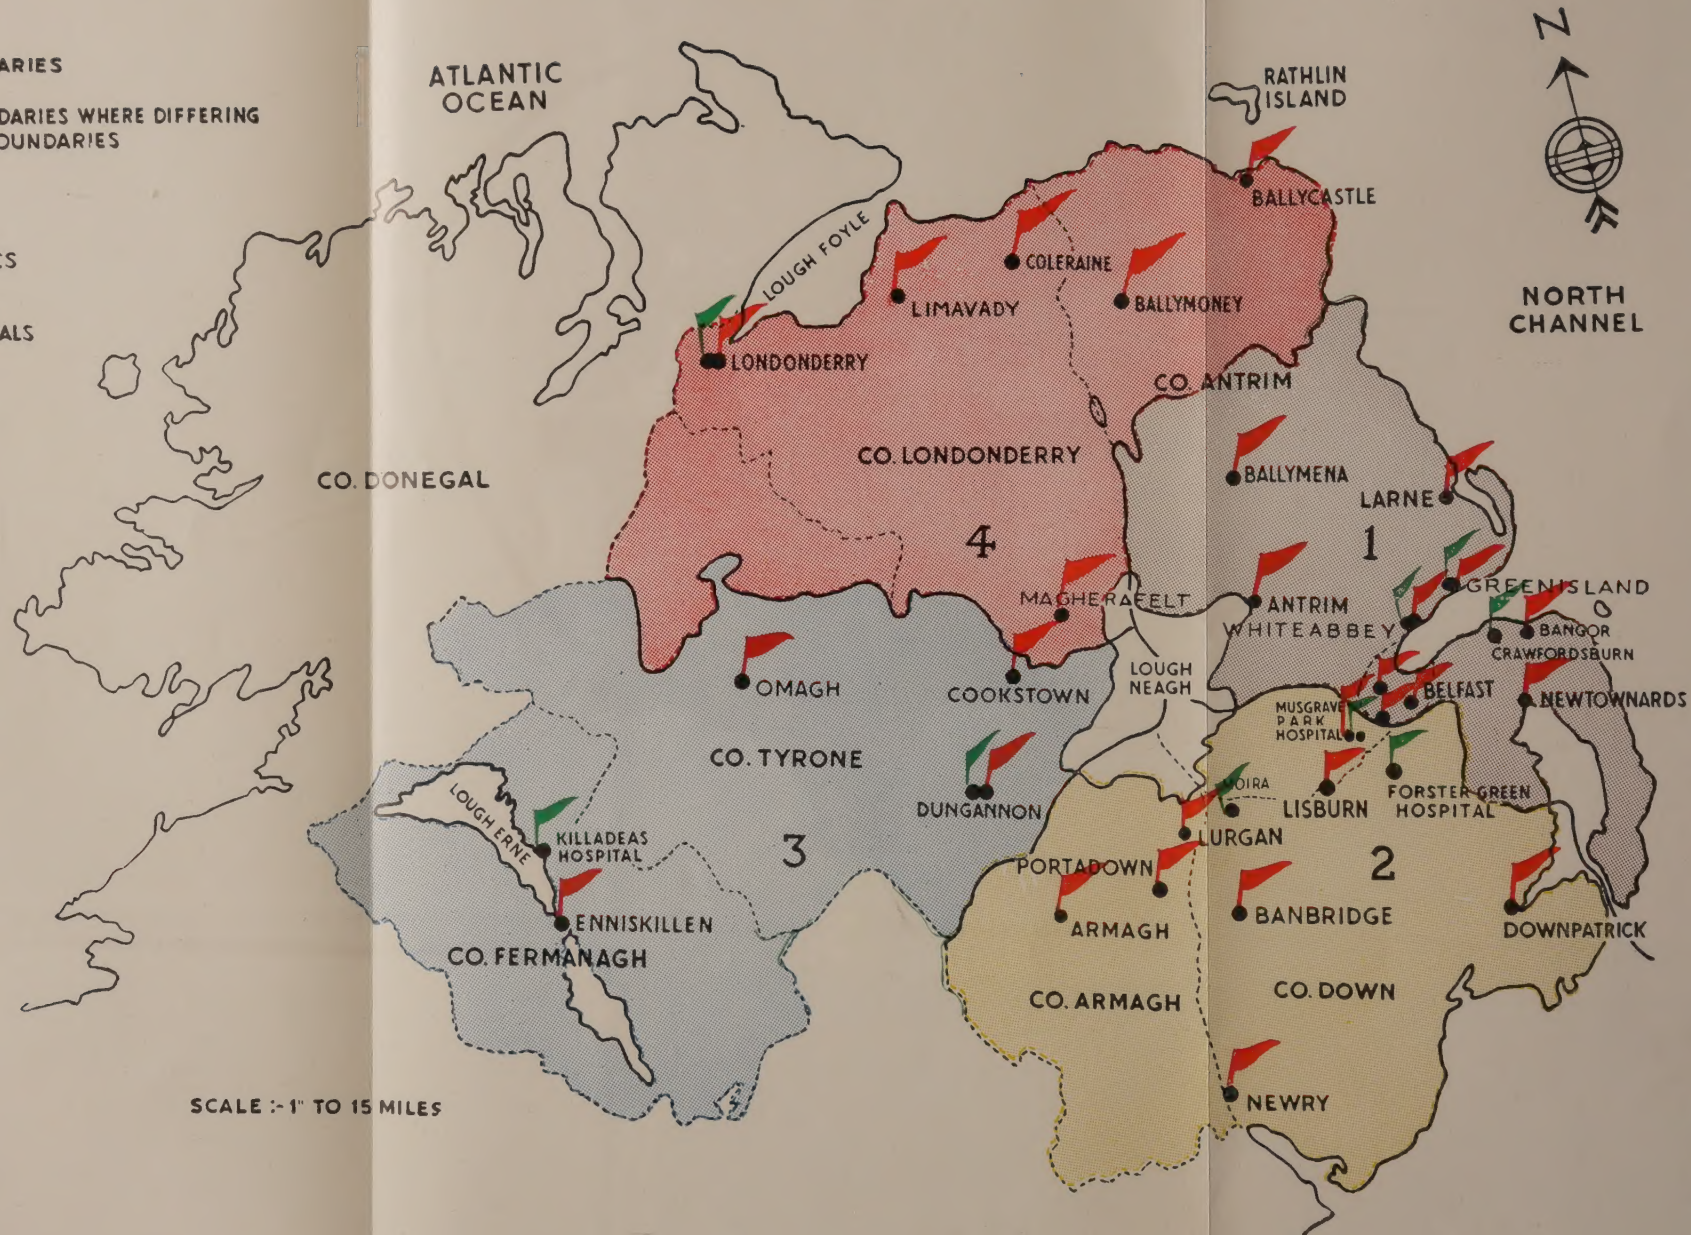 ARIES
DARIES WHERE DIFFERING
OUNDARIES
ES
ALS
ATLANTIC
OCEAN
RATHLIN
ISLAND
N
BALLYCASTLE
LOUGH FOYLE
COLERAINE
LIMAVADY
BALLYMONEY
NORTH
CHANNEL
LONDONDERRY
CO. ANTRIM
CO. LONDONDERRY
CO. DONEGAL
BALLYMENA
LARNE
4
1
MAGHERAFELT
GREENISLAND
ANTRIM
WHITEABBEY
BANGOR
CRAWFORDSBURN
LOUGH
NEAGH
OMAGH
COOKSTOWN
BELFAST
NEWTOWNARDS
MUSGRAVE
PARK
HOSPITAL
CO. TYRONE
MOIRA
LOUGH ERNE
DUNGANNON
LISBURN
FORSTER GREEN
HOSPITAL
KILLADEAS
HOSPITAL
3
LURGAN
PORTADOWN
2
ENNISKILLEN
ARMAGH
BANBRIDGE
DOWNPATRICK
CO. FERMANAGH
CO. ARMAGH
CO. DOWN
SCALE :- 1" TO 15 MILES
NEWRY